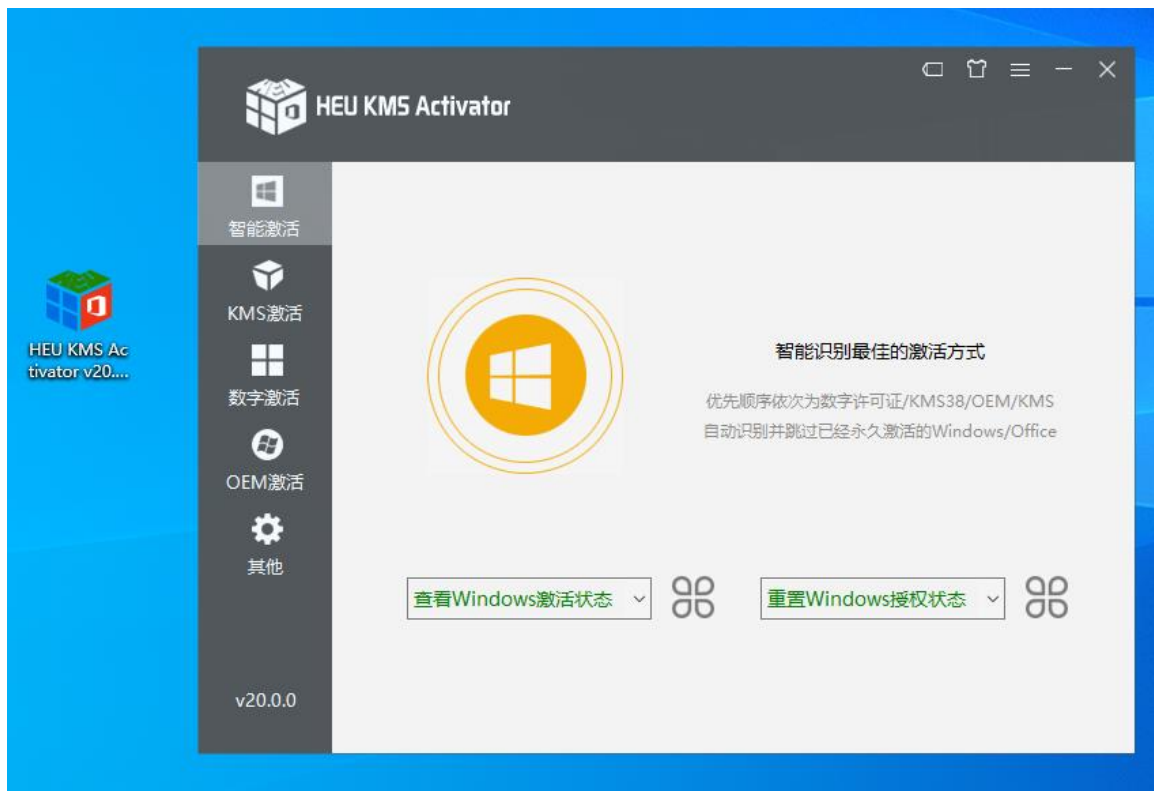 HEU KMS Activator
智能激活
KMS激活
数字激活
OEM激活
其他
v20.0.0
智能识别最佳的激活方式
优先顺序依次为数字许可证/KMS38/OEM/KMS
自动识别并跳过已经永久激活的Windows/Office
查看Windows激活状态
重置Windows授权状态
HEU KMS Ac
tivator v20....